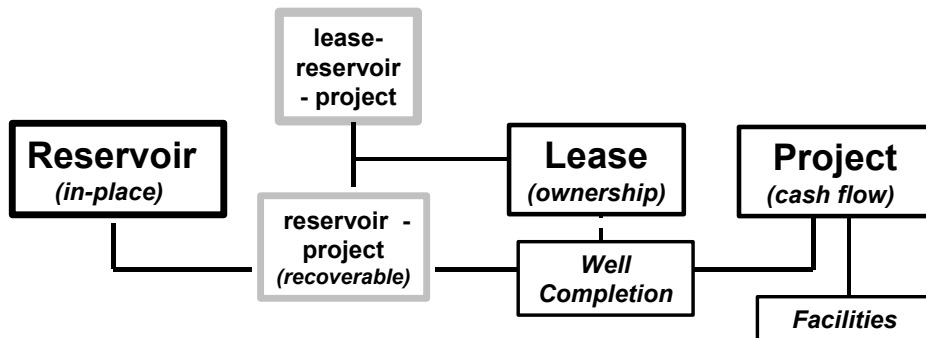 lease-
reservoir
- project
Reservoir
(in-place)
Lease
(ownership)
Project
(cash flow)
reservoir -
project
(recoverable)
Well
Completion
Facilities